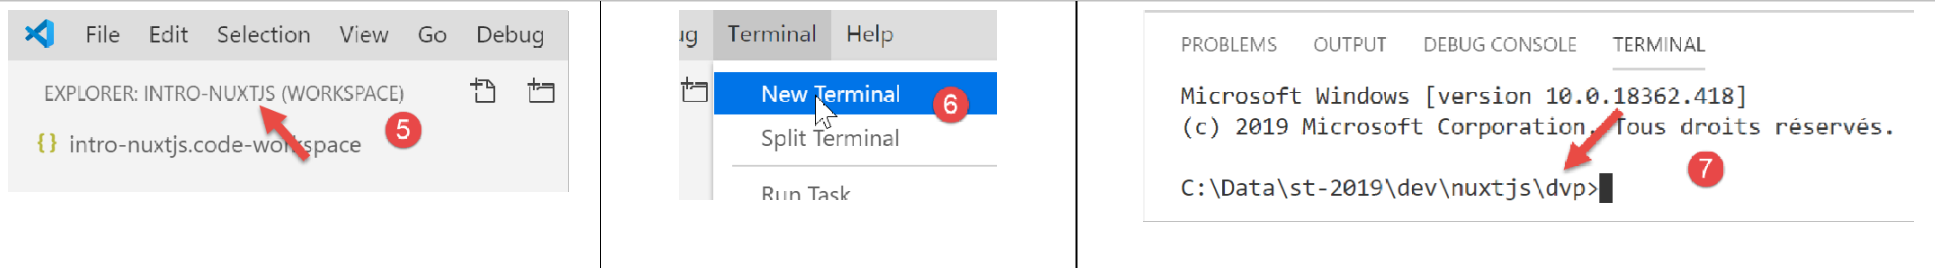 File Edit Selection View Go Debug
EXPLORER: INTRO-NUXTJS (WORKSPACE)
5
intro-nuxtjs.code-workspace
ug Terminal Help
New Terminal
6
Split Terminal
Run Task
PROBLEMS OUTPUT DEBUG CONSOLE TERMINAL
Microsoft Windows [version 10.0.18362.418]
(c) 2019 Microsoft Corporation. Tous droits réservés.
7
C:\Data\st-2019\dev\nuxtjs\dvp>